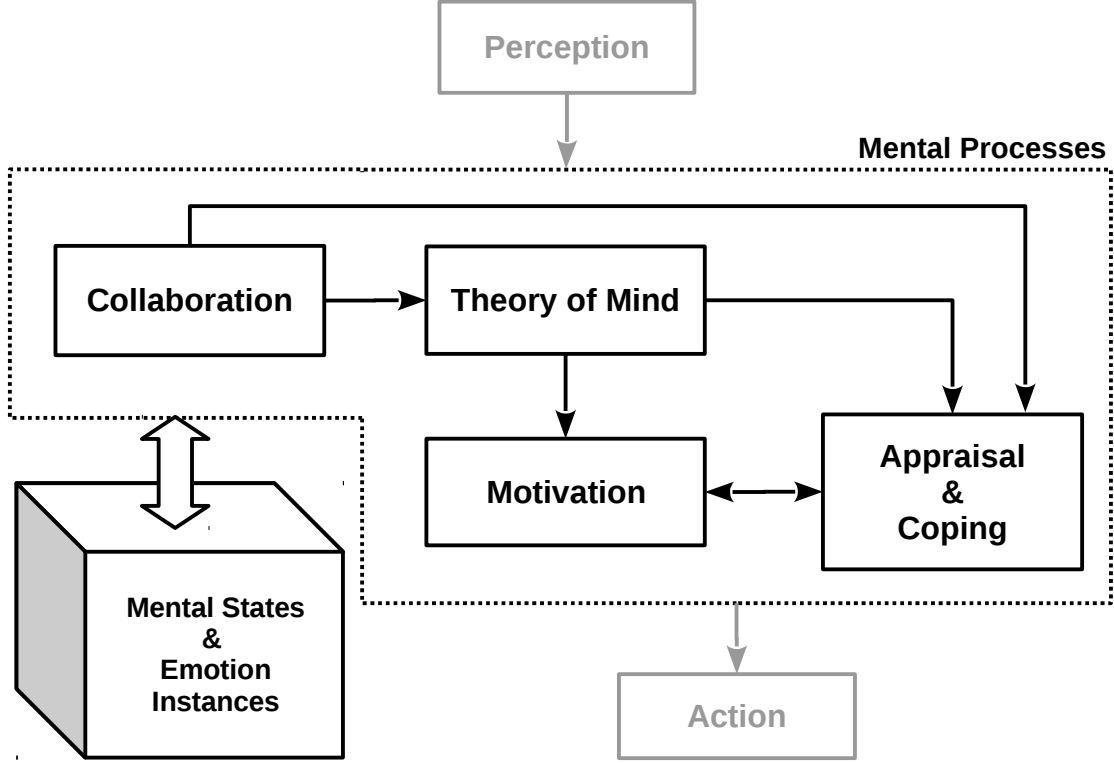 Perception
Mental Processes
Collaboration
Theory of Mind
Motivation
Appraisal
&
Coping
Mental States
&
Emotion
Instances
Action